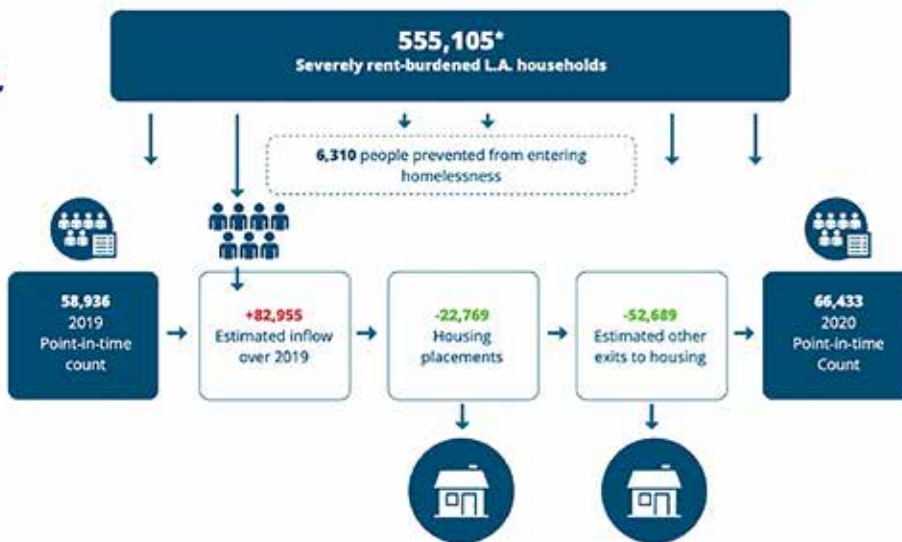 555,105*
Severely rent-burdened L.A. households
6,310 people prevented from entering
homelessness
58,936
2019
Point-in-time
count
+82,955
Estimated inflow
over 2019
-22,769
Housing
placements
-52,689
Estimated other
exits to housing
66,433
2020
Point-in-time
Count